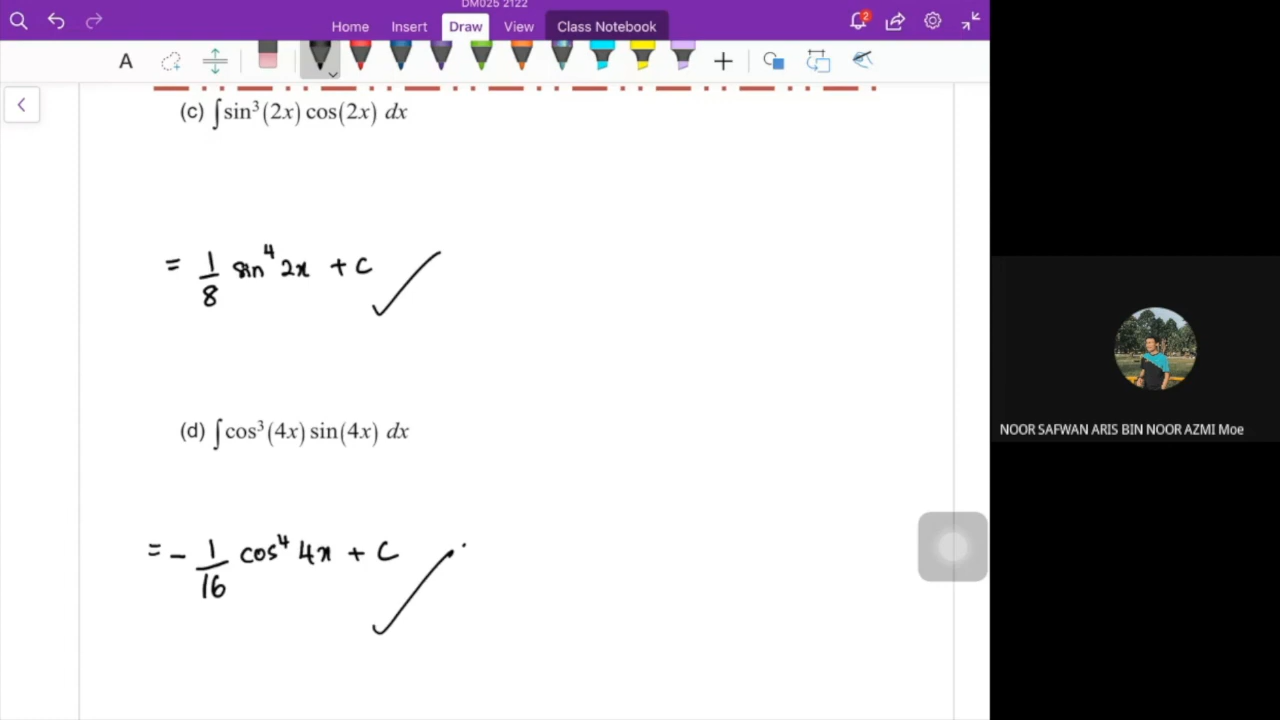 DM025 2122
Home Insert Draw View Class Notebook
2
A
(c) ∫sin³(2x)cos(2x) dx
= 1/8 sin⁴ 2x + c
(d) ∫cos³(4x)sin(4x) dx
= - 1/16 cos⁴ 4x + c
NOOR SAFWAN ARIS BIN NOOR AZMI Moe